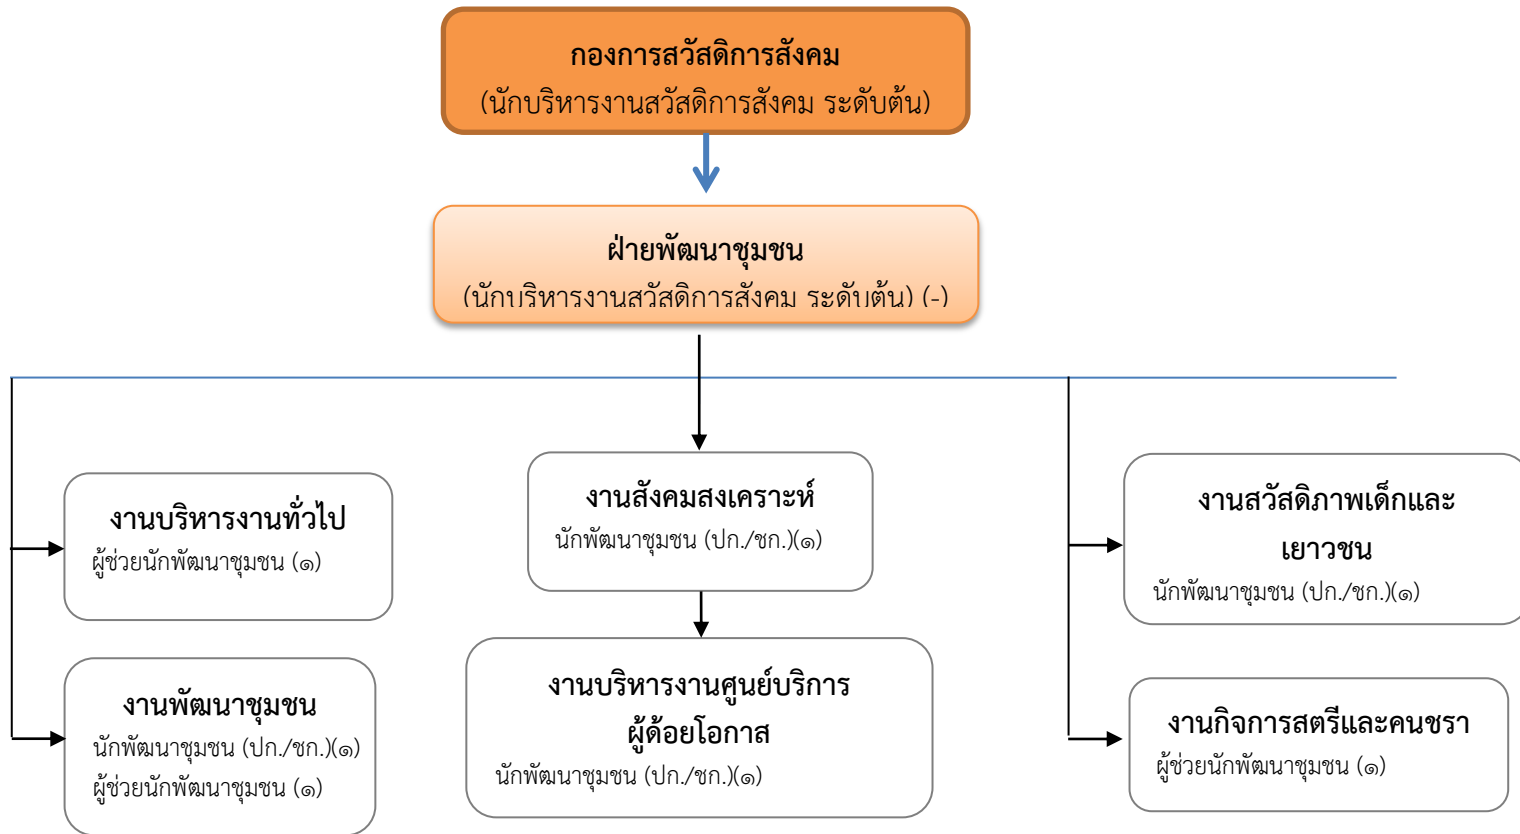 กองการสวัสดิการสังคม
(นักบริหารงานสวัสดิการสังคม ระดับต้น)
ฝ่ายพัฒนาชุมชน
(นักบริหารงานสวัสดิการสังคม ระดับต้น) (-)
งานบริหารงานทั่วไป
ผู้ช่วยนักพัฒนาชุมชน (๑)
งานพัฒนาชุมชน
นักพัฒนาชุมชน (ปก./ชก.)(๑)
ผู้ช่วยนักพัฒนาชุมชน (๑)
งานสังคมสงเคราะห์
นักพัฒนาชุมชน (ปก./ชก.)(๑)
งานบริหารงานศูนย์บริการ
ผู้ด้อยโอกาส
นักพัฒนาชุมชน (ปก./ชก.)(๑)
งานสวัสดิภาพเด็กและ
เยาวชน
นักพัฒนาชุมชน (ปก./ชก.)(๑)
งานกิจการสตรีและคนชรา
ผู้ช่วยนักพัฒนาชุมชน (๑)